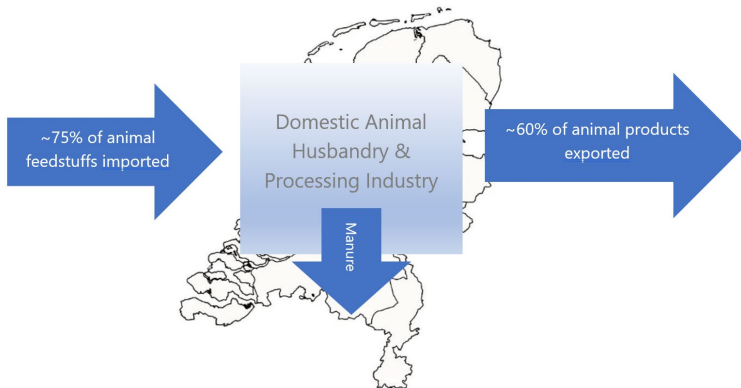 ~75% of animal
feedstuffs imported
Domestic Animal
Husbandry &
Processing Industry
~60% of animal products
exported
Manure